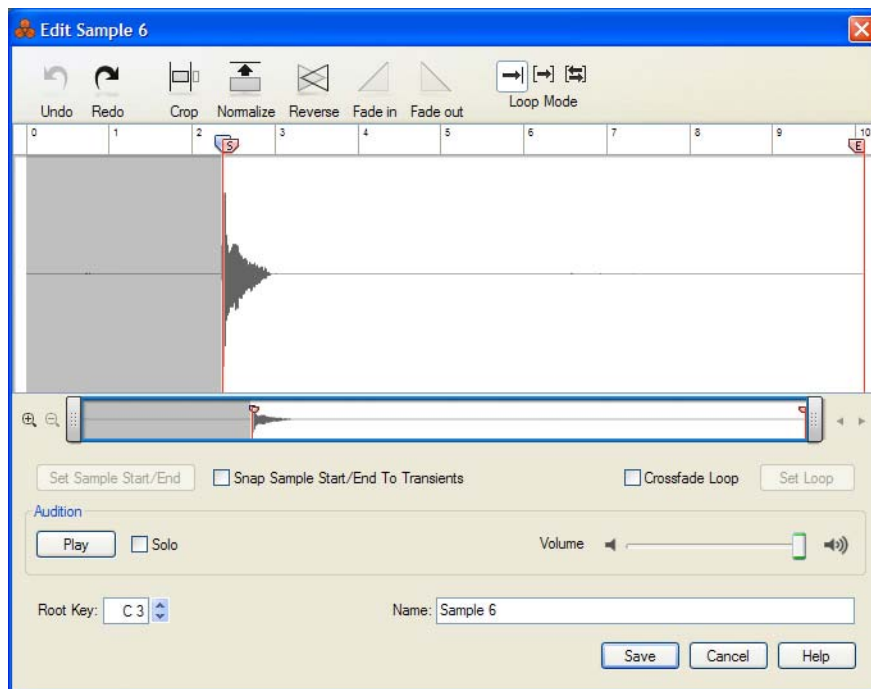 Edit Sample 6
Undo Redo Crop Normalize Reverse Fade in Fade out Loop Mode
0 1 2 3 4 5 6 7 8 9 10
S E
Set Sample Start/End Snap Sample Start/End To Transients Crossfade Loop Set Loop
Audition
Play Solo Volume
Root Key: C 3 Name: Sample 6
Save Cancel Help